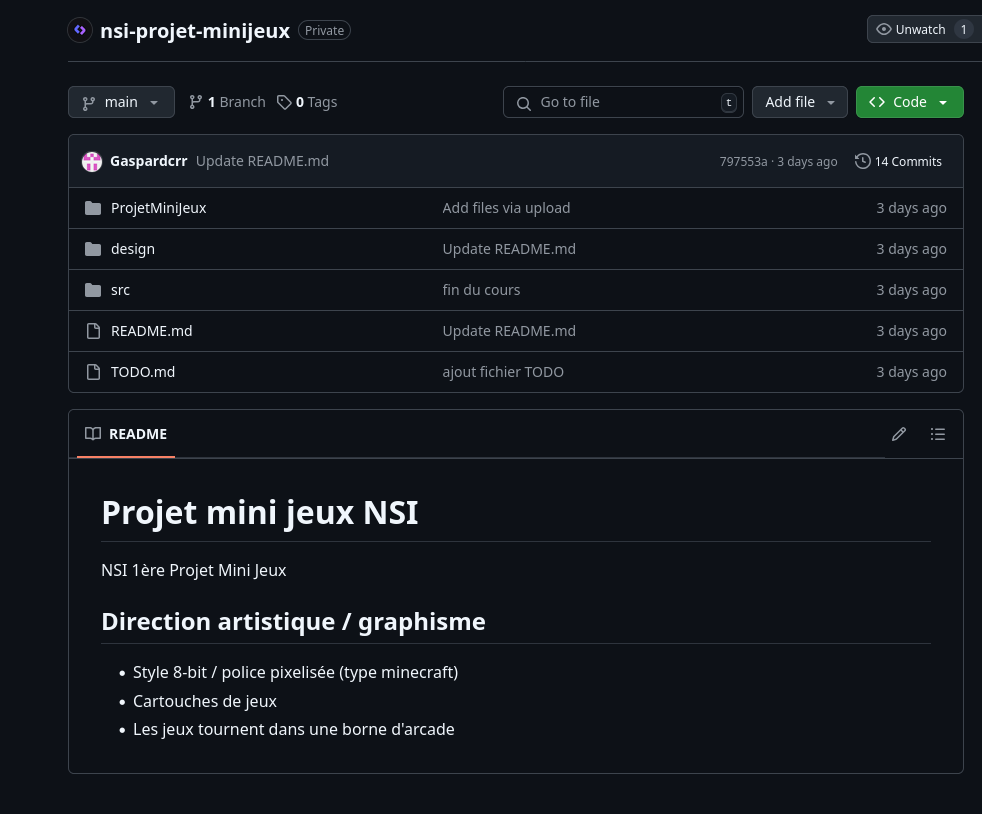 nsi-projet-minijeux Private Unwatch 1
main 1 Branch 0 Tags Go to file t Add file Code
Gaspardcrr Update README.md 797553a · 3 days ago 14 Commits
ProjetMiniJeux Add files via upload 3 days ago
design Update README.md 3 days ago
src fin du cours 3 days ago
README.md Update README.md 3 days ago
TODO.md ajout fichier TODO 3 days ago
README
Projet mini jeux NSI
NSI 1ère Projet Mini Jeux
Direction artistique / graphisme
• Style 8-bit / police pixelisée (type minecraft)
• Cartouches de jeux
• Les jeux tournent dans une borne d'arcade